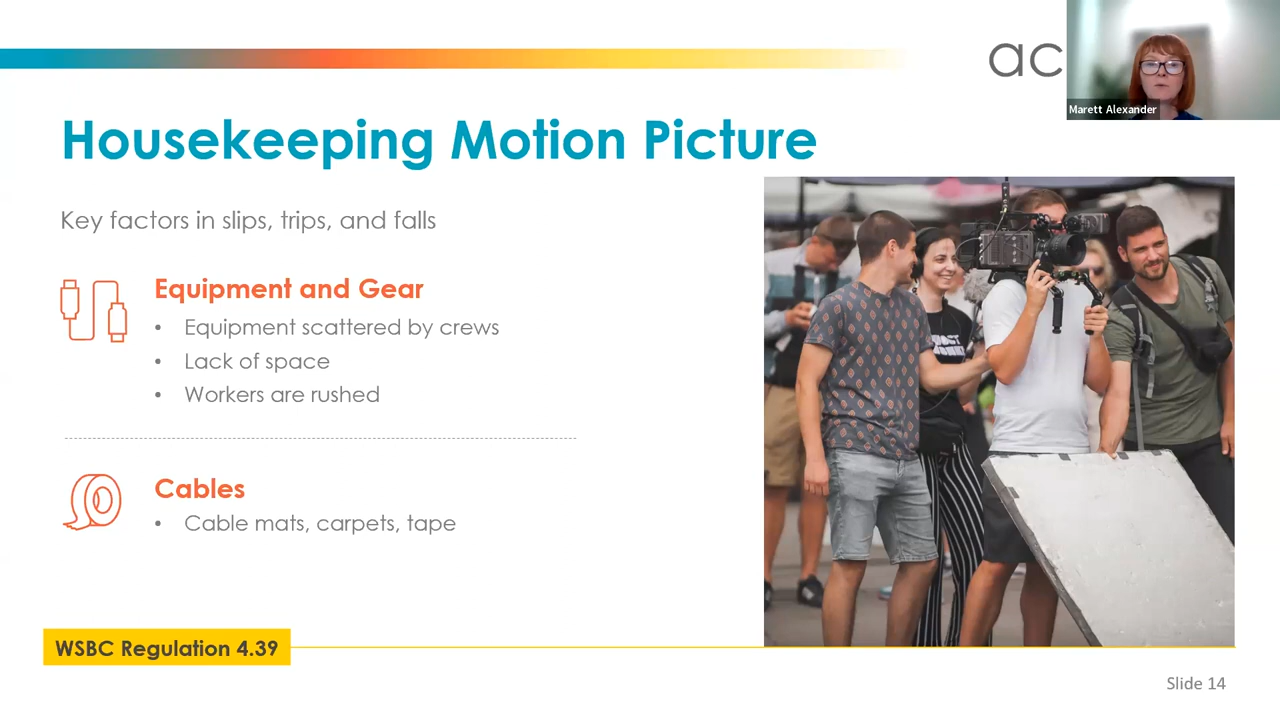 ac
Marett Alexander
Housekeeping Motion Picture
Key factors in slips, trips, and falls
Equipment and Gear
• Equipment scattered by crews
• Lack of space
• Workers are rushed
Cables
• Cable mats, carpets, tape
WSBC Regulation 4.39
Slide 14